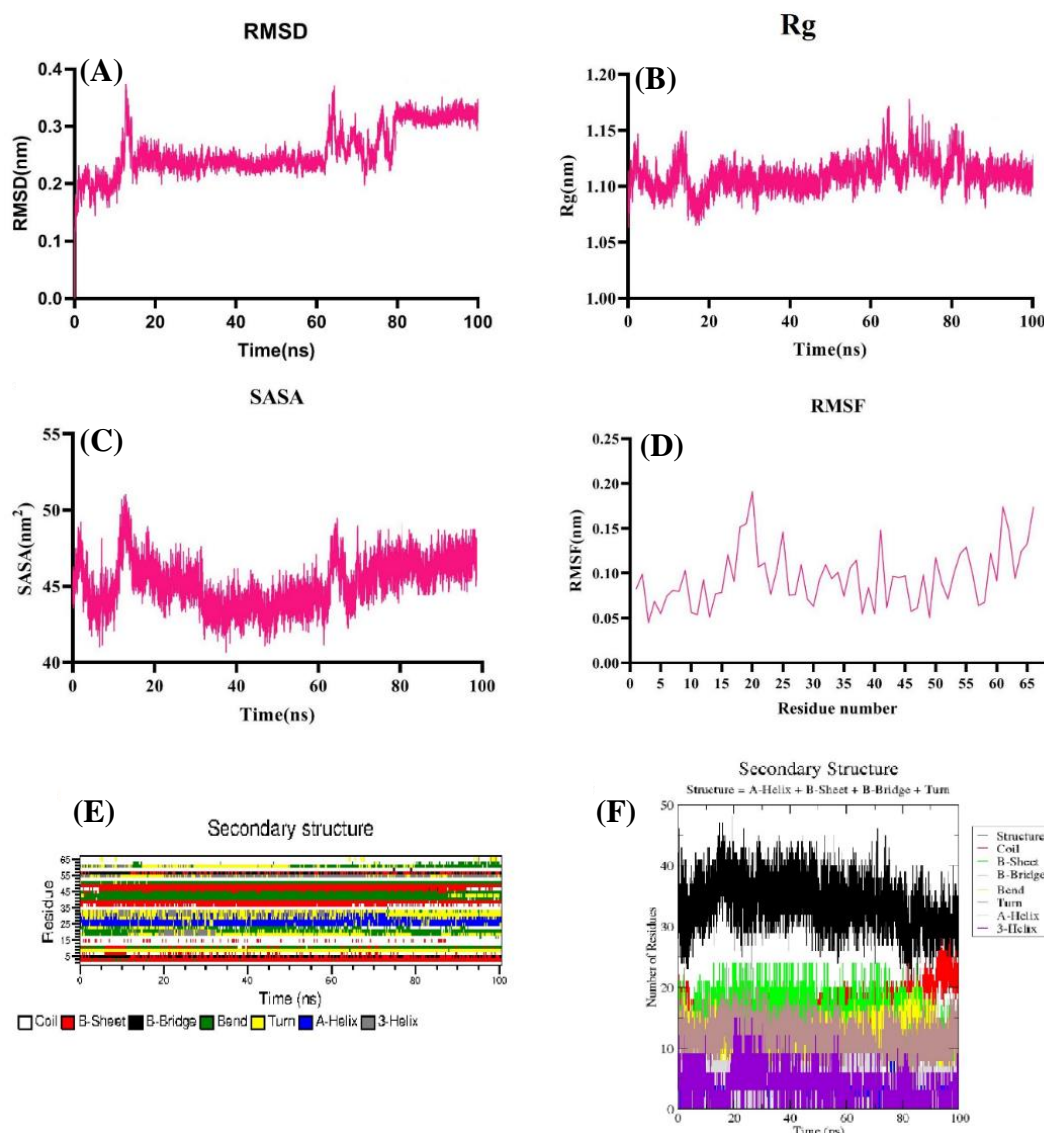 RMSD
(A)
0.4
0.3
0.2
0.1
0.0
RMSD(nm)
0 20 40 60 80 100
Time(ns)
Rg
(B)
1.20
1.15
1.10
1.05
1.00
Rg(nm)
0 20 40 60 80 100
Time(ns)
SASA
(C)
55
50
45
40
SASA(nm²)
0 20 40 60 80 100
Time(ns)
RMSF
(D)
0.25
0.20
0.15
0.10
0.05
0.00
RMSF(nm)
0 5 10 15 20 25 30 35 40 45 50 55 60 65
Residue number
(E)
Secondary structure
65
55
45
35
25
15
5
Residue
0 20 40 60 80 100
Time (ns)
Coil B-Sheet B-Bridge Bend Turn A-Helix 3-Helix
(F)
Secondary Structure
Structure = A-Helix + B-Sheet + B-Bridge + Turn
50
40
30
20
10
0
Number of Residues
0 20 40 60 80 100
Time (ns)
Structure
Coil
B-Sheet
B-Bridge
Bend
Turn
A-Helix
3-Helix